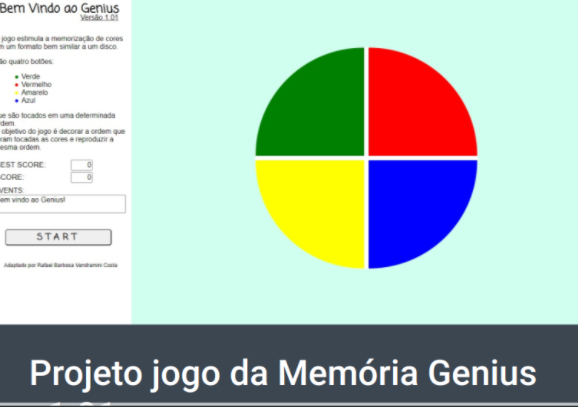 Bem Vindo ao Genius
Versão 1.01
jogo estimula a memorização de cores
m um formato bem similar a um disco.
ão quatro botões:
Verde
Vermelho
Amarelo
Azul
ue são tocados em uma determinada
dem.
objetivo do jogo é decorar a ordem que
ram tocadas as cores e reproduzir a
esma ordem.
EST SCORE: 0
CORE: 0
VENTS:
em vindo ao Genius!
START
Adaptado por Rafael Barbosa Vendramini Costa
Projeto jogo da Memória Genius